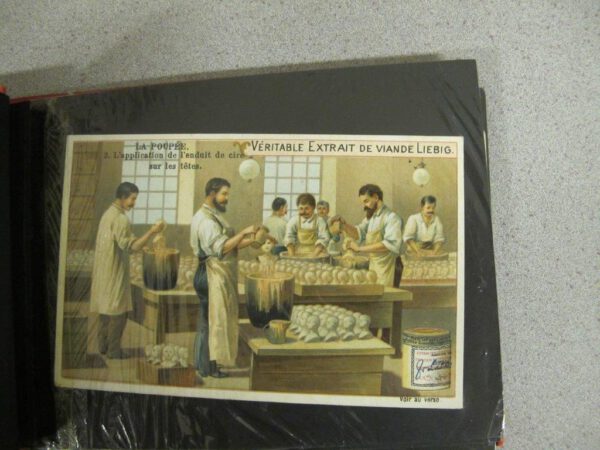 LA POUPÉE.
2. L'application de l'enduit de cire
sur les têtes.
VÉRITABLE EXTRAIT DE VIANDE LIEBIG.
Voir au verso